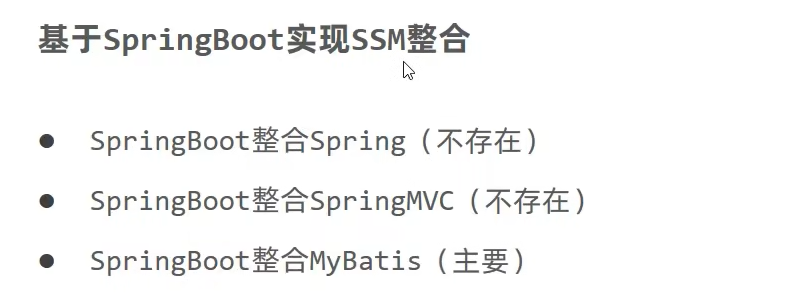 基于SpringBoot实现SSM整合
● SpringBoot整合Spring（不存在）
● SpringBoot整合SpringMVC（不存在）
● SpringBoot整合MyBatis（主要）